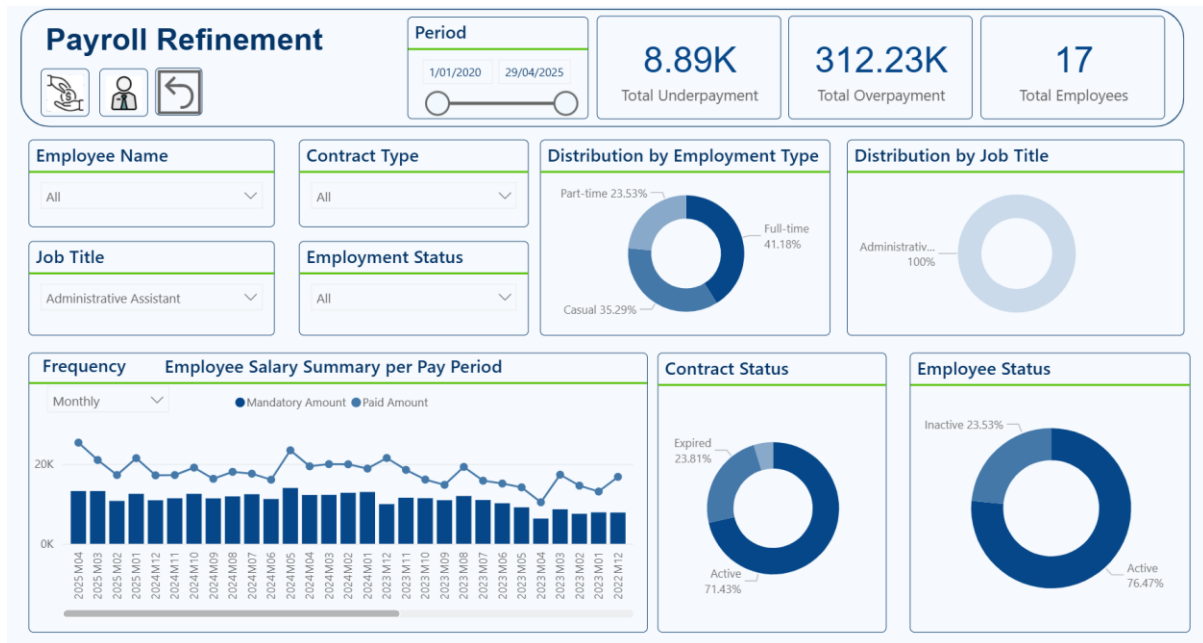 Payroll Refinement
Period
1/01/2020 29/04/2025
8.89K
Total Underpayment
312.23K
Total Overpayment
17
Total Employees
Employee Name
All
Contract Type
All
Job Title
Administrative Assistant
Employment Status
All
Distribution by Employment Type
Part-time 23.53%
Full-time
41.18%
Casual 35.29%
Distribution by Job Title
Administrativ...
100%
Frequency
Monthly
Employee Salary Summary per Pay Period
Mandatory Amount Paid Amount
20K
0K
2025 M04
2025 M03
2025 M02
2025 M01
2024 M12
2024 M11
2024 M10
2024 M09
2024 M08
2024 M07
2024 M06
2024 M05
2024 M04
2024 M03
2024 M02
2024 M01
2023 M12
2023 M11
2023 M10
2023 M09
2023 M08
2023 M07
2023 M06
2023 M05
2023 M04
2023 M03
2023 M02
2023 M01
2022 M12
Contract Status
Expired
23.81%
Active
71.43%
Employee Status
Inactive 23.53%
Active
76.47%